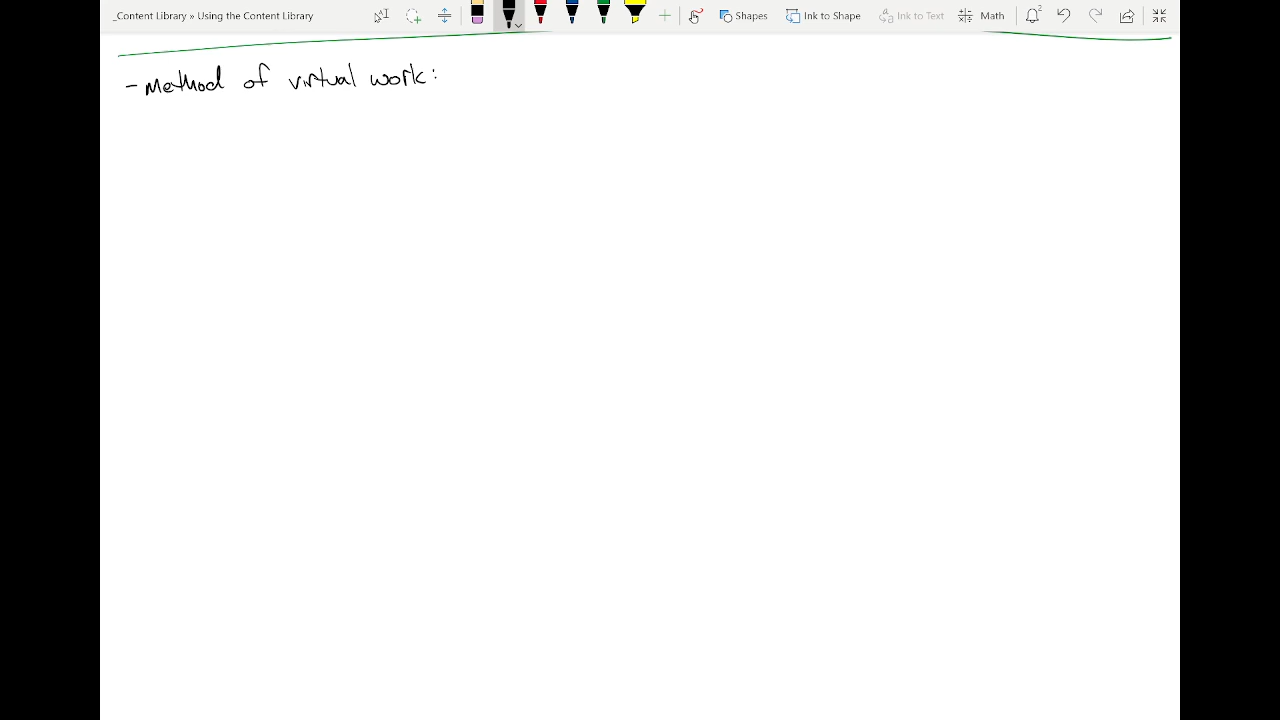 _Content Library » Using the Content Library
Shapes
Ink to Shape
Ink to Text
Math
- method of virtual work: